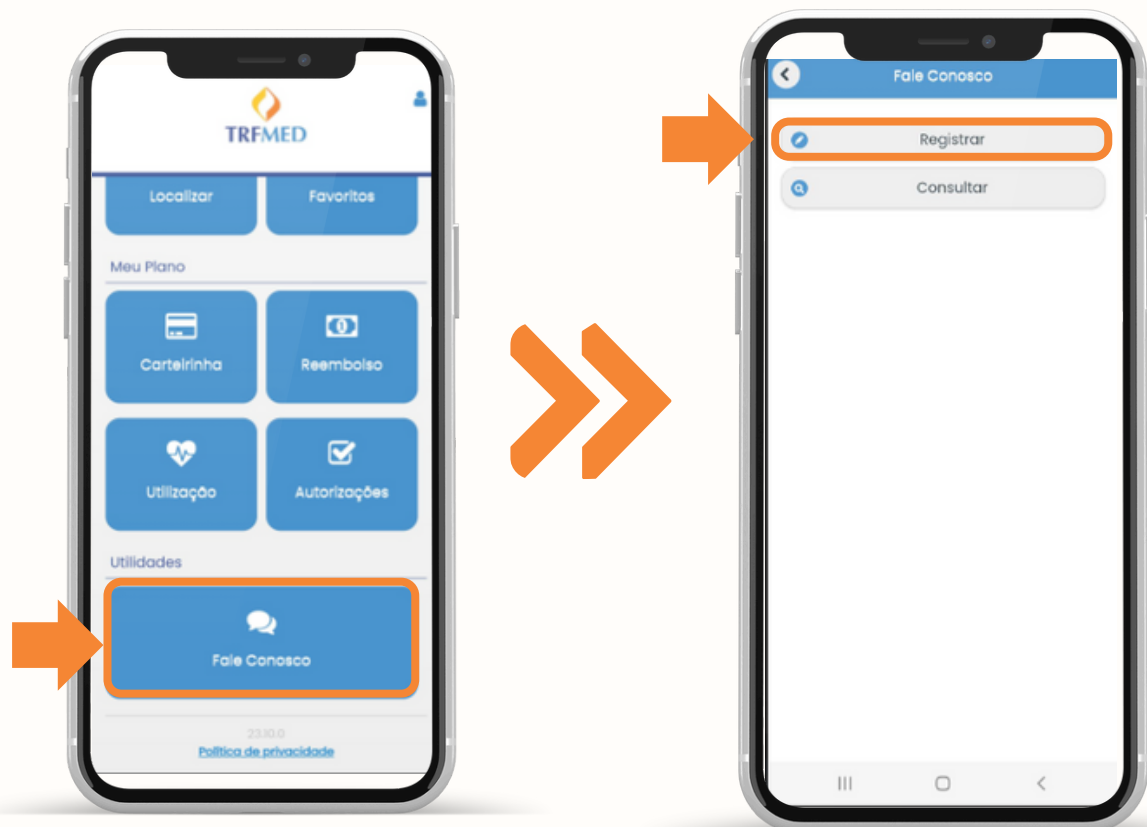 TRFMED
Localizar
Favoritos
Meu Plano
Carteirinha
Reembolso
Utilização
Autorizações
Utilidades
Fale Conosco
23.10.0
Política de privacidade
Fale Conosco
Registrar
Consultar